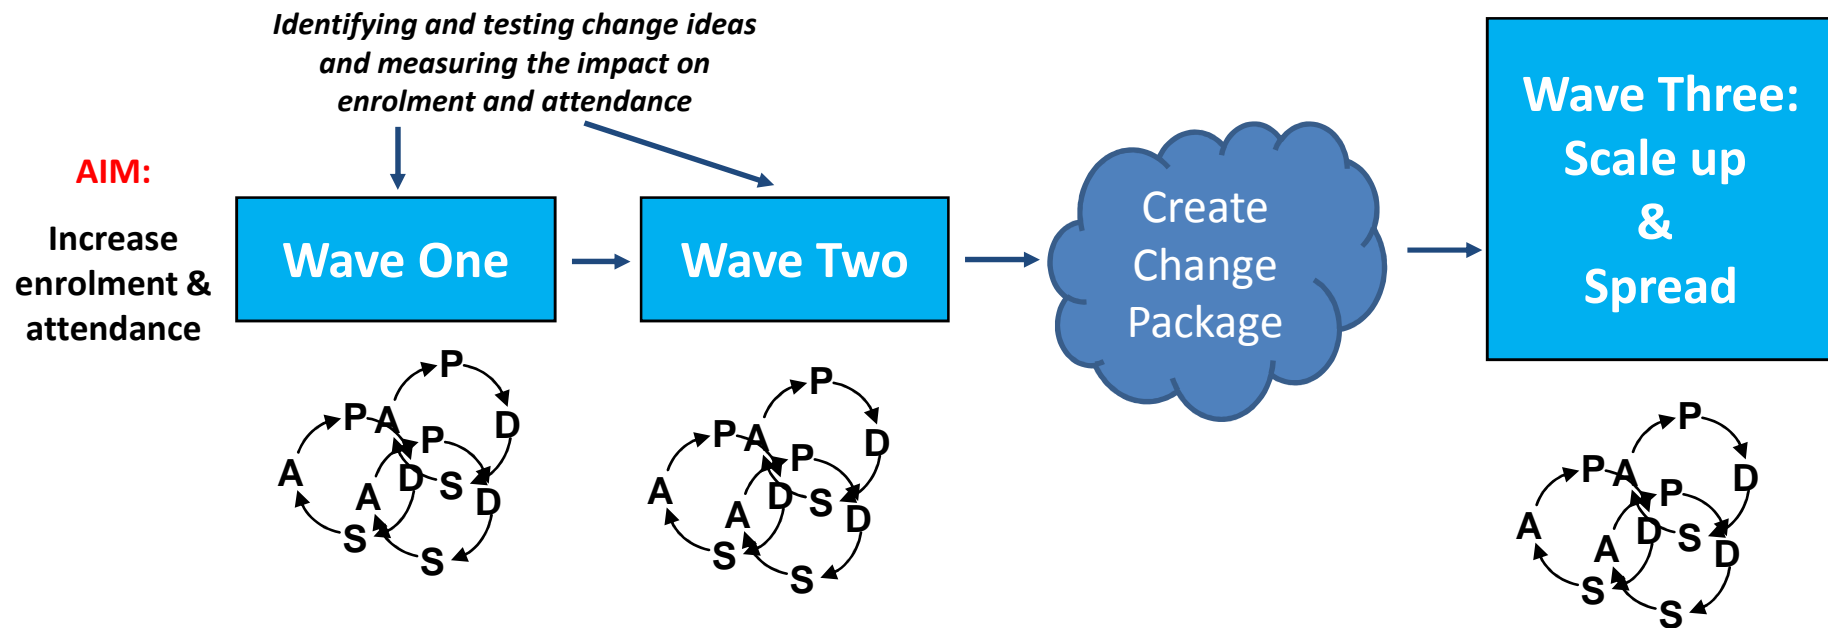 Identifying and testing change ideas
and measuring the impact on
enrolment and attendance
AIM:
Increase
enrolment &
attendance
Wave One
Wave Two
Create
Change
Package
Wave Three:
Scale up
&
Spread
P
D
S
A
P
D
S
A
P
D
S
A
P
D
S
A
P
D
S
A
P
D
S
A
P
D
S
A
P
D
S
A
P
D
S
A